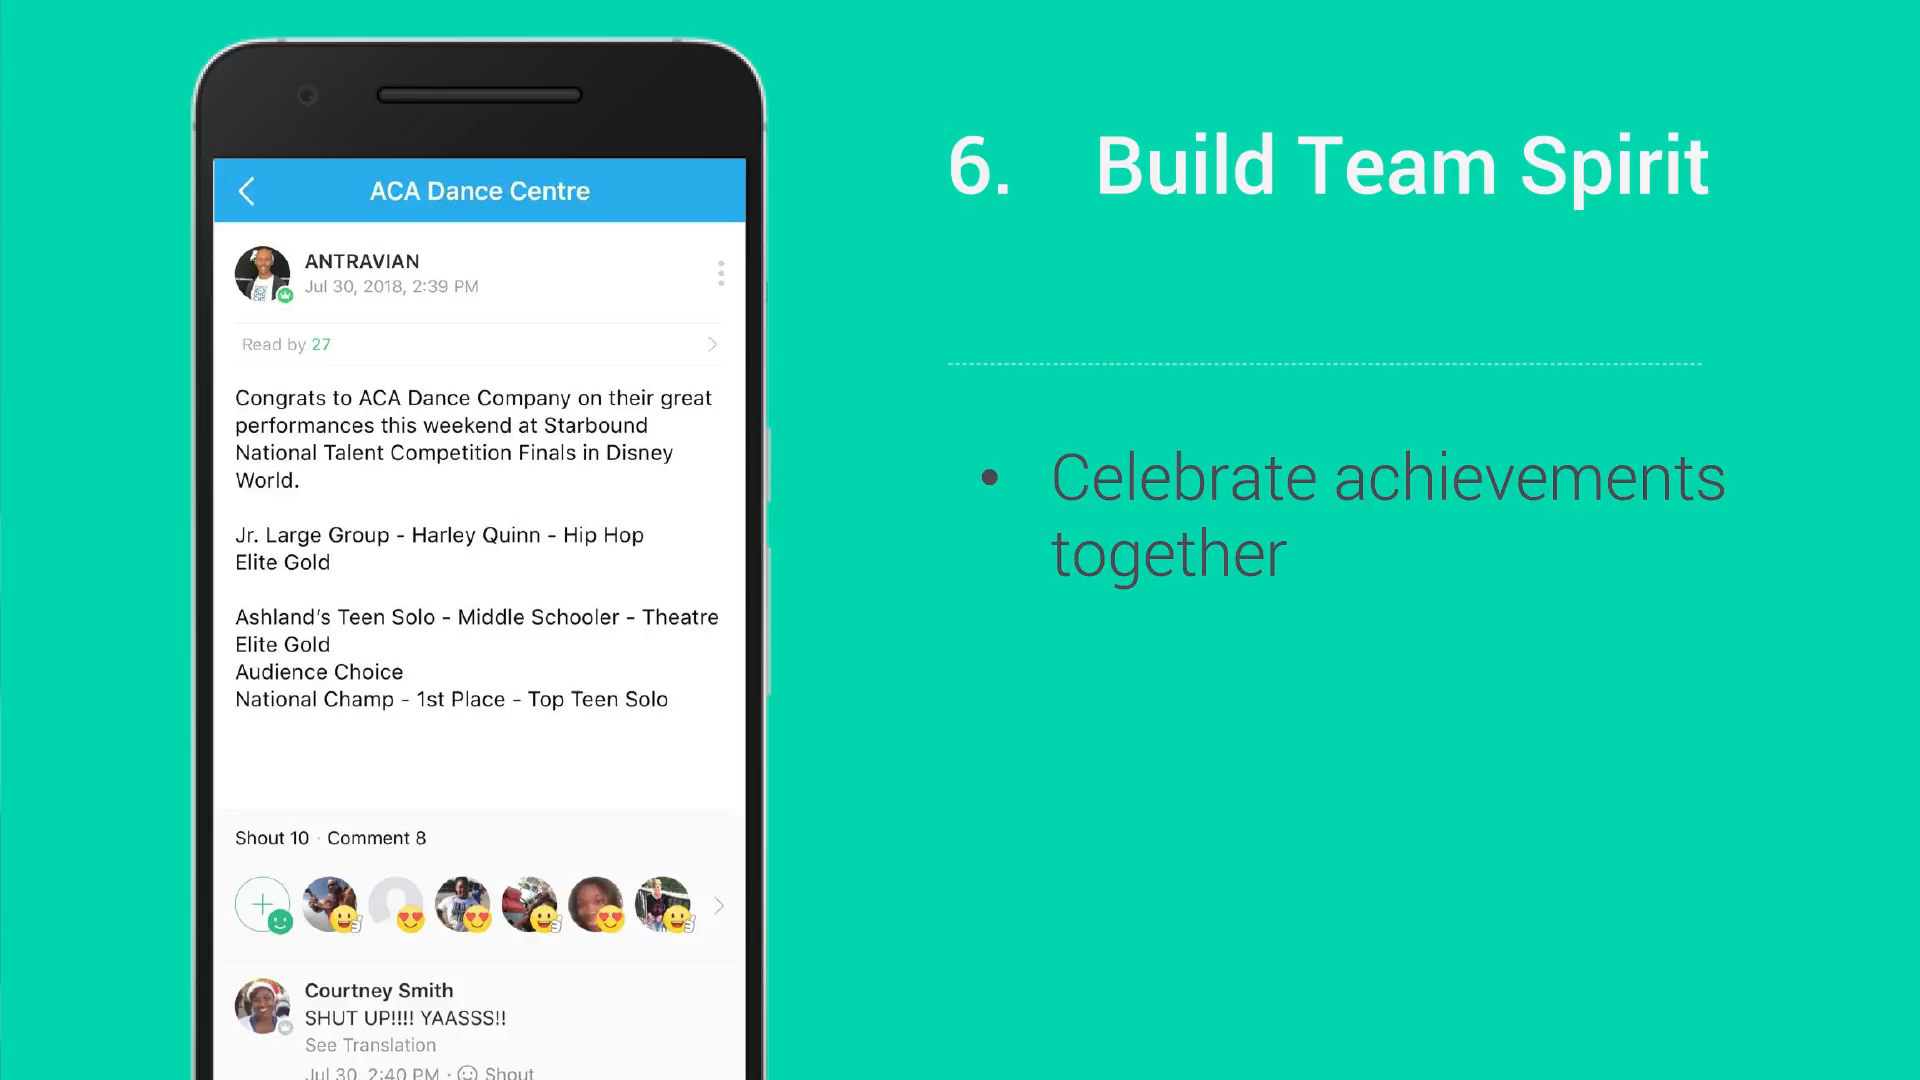 ACA Dance Centre
ANTRAVIAN
Jul 30, 2018, 2:39 PM
Read by 27
Congrats to ACA Dance Company on their great
performances this weekend at Starbound
National Talent Competition Finals in Disney
World.
Jr. Large Group - Harley Quinn - Hip Hop
Elite Gold
Ashland's Teen Solo - Middle Schooler - Theatre
Elite Gold
Audience Choice
National Champ - 1st Place - Top Teen Solo
Shout 10 · Comment 8
Courtney Smith
SHUT UP!!!! YAASSS!!
See Translation
Jul 30, 2:40 PM · Shout
6. Build Team Spirit
• Celebrate achievements
together